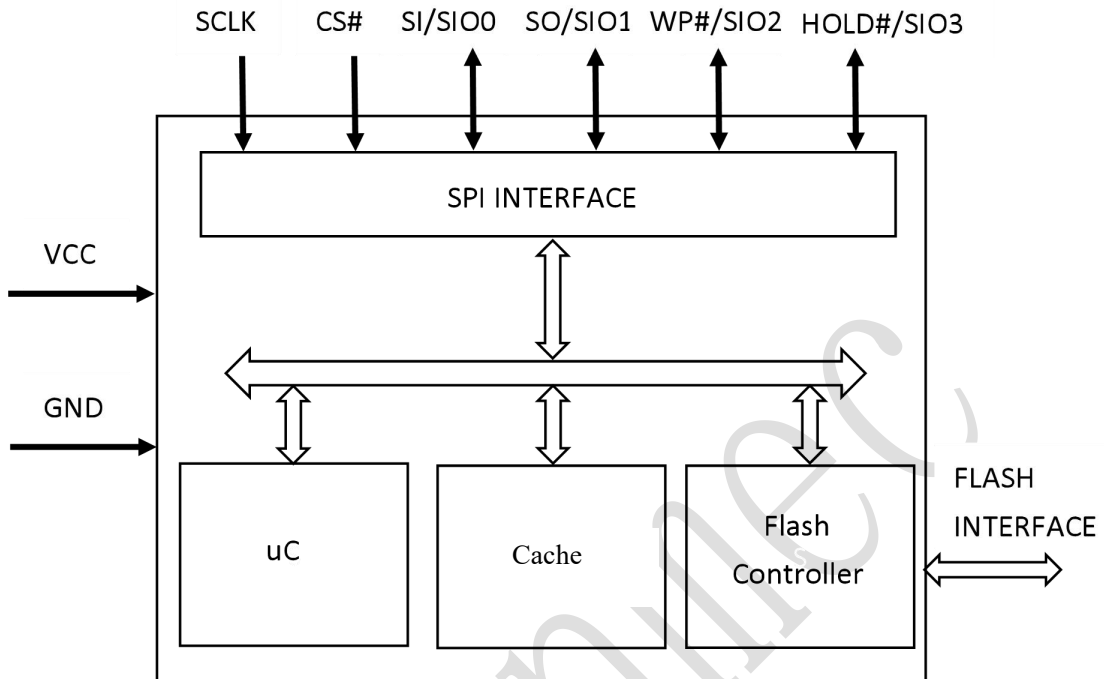 SCLK CS# SI/SIO0 SO/SIO1 WP#/SIO2 HOLD#/SIO3
SPI INTERFACE
VCC
GND
uC
Cache
Flash
Controller
FLASH
INTERFACE